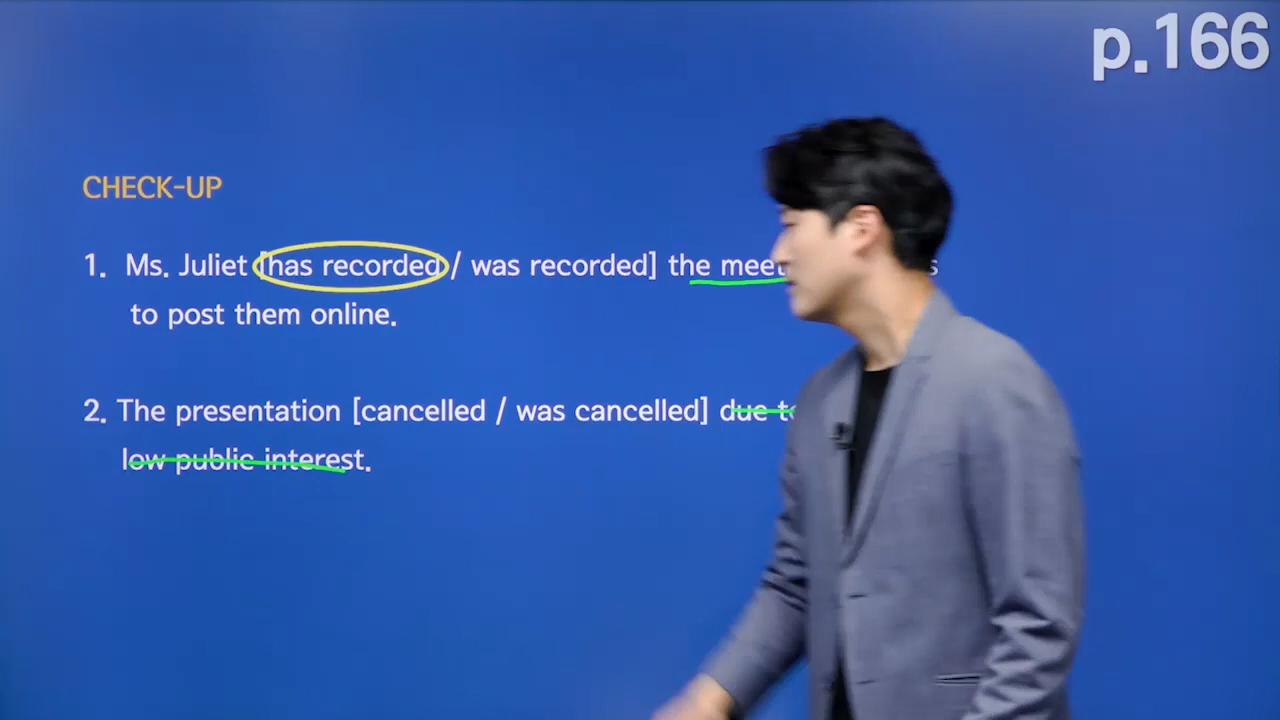 p.166
CHECK-UP
1. Ms. Juliet [has recorded / was recorded] the
to post them online.
2. The presentation [cancelled / was cancelled] due
low public interest.